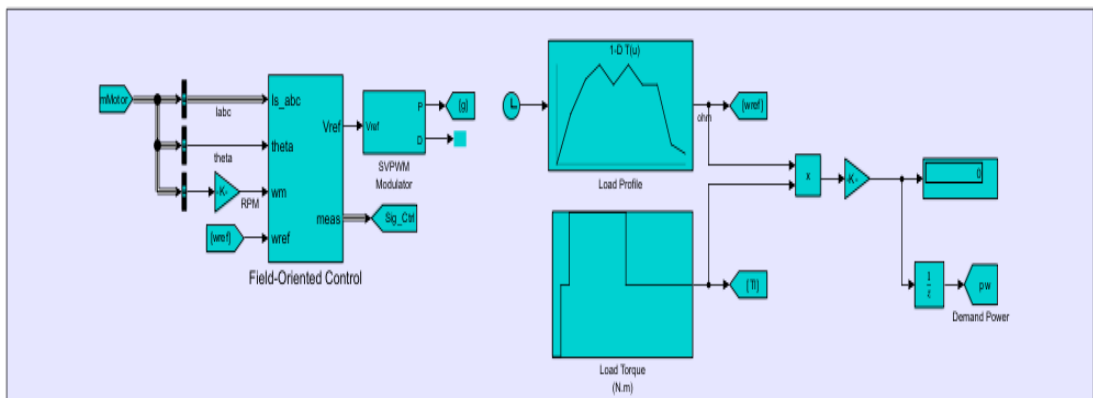 mMotor
Iabc
theta
-K-
RPM
[wref]
Is_abc
theta
wm
wref
Vref
meas
Field-Oriented Control
Vref
P
D
SVPWM
Modulator
[g]
Sig_Ctrl
1-D T(u)
Load Profile
ohm
[wref]
Load Torque
(N.m)
[Tl]
x
-K-
0
1
z
pw
Demand Power